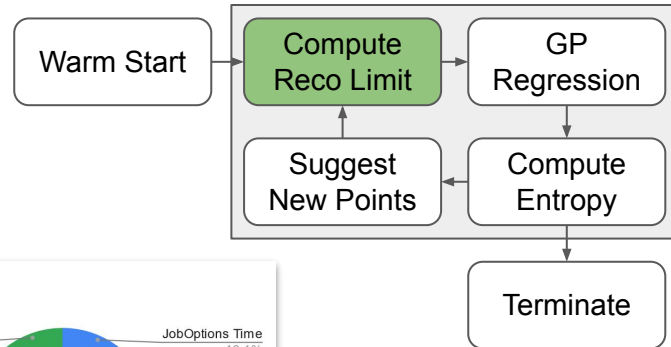 Warm Start
Compute
Reco Limit
GP
Regression
Suggest
New Points
Compute
Entropy
Terminate
JobOptions Time